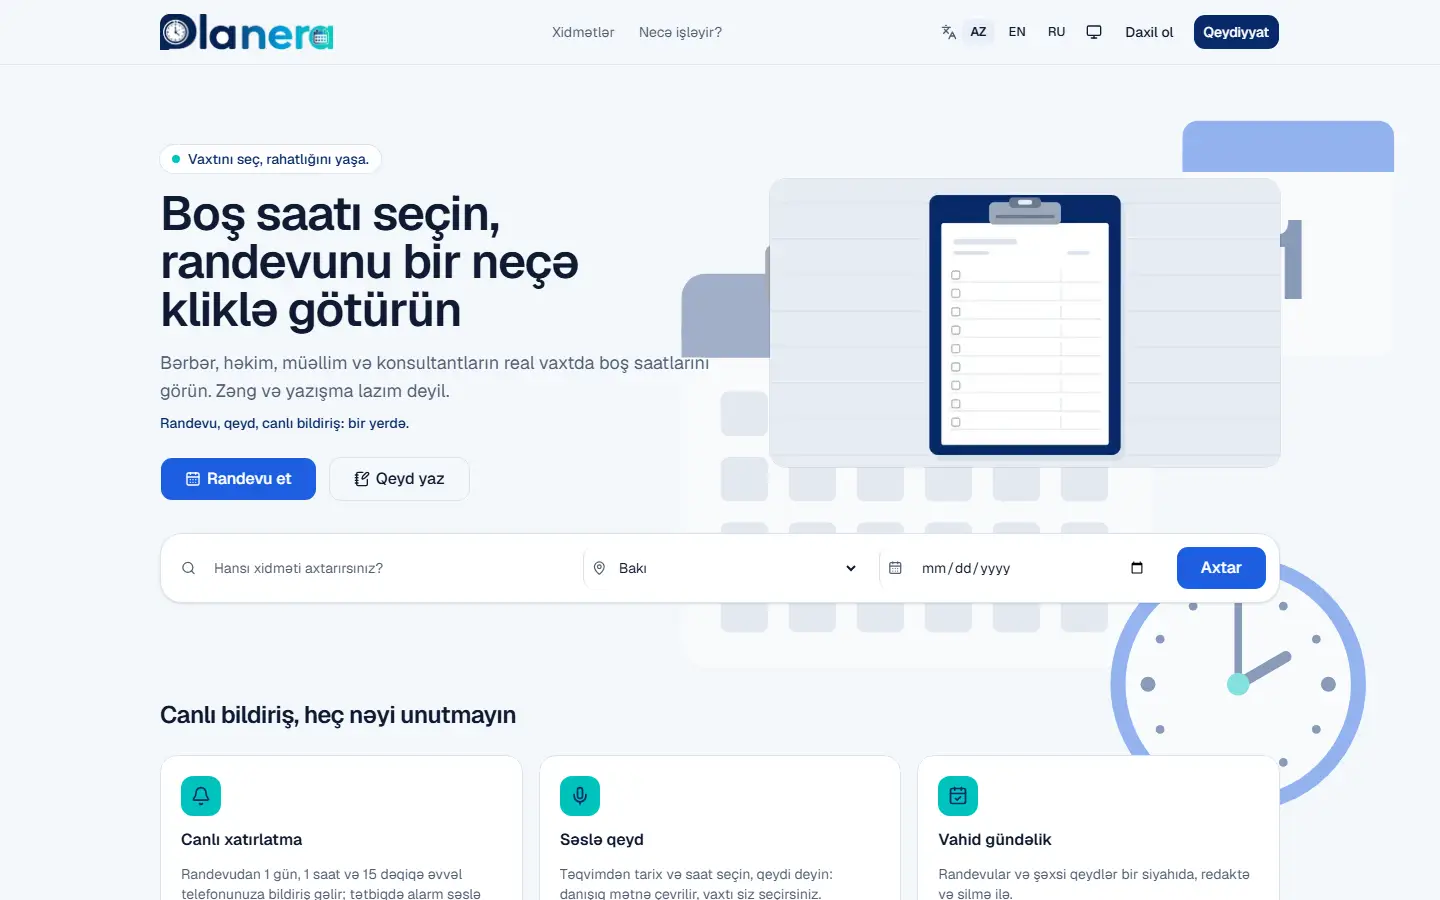 Planera
Xidmətlər
Necə işləyir?
AZ
EN
RU
Daxil ol
Qeydiyyat
Vaxtını seç, rahatlığını yaşa.
Boş saatı seçin,
randevunu bir neçə
kliklə götürün
Bərbər, həkim, müəllim və konsultantların real vaxtda boş saatlarını
görün. Zəng və yazışma lazım deyil.
Randevu, qeyd, canlı bildiriş: bir yerdə.
Randevu et
Qeyd yaz
1
Hansı xidməti axtarırsınız?
Bakı
mm/dd/yyyy
Axtar
Canlı bildiriş, heç nəyi unutmayın
Canlı xatırlatma
Randevudan 1 gün, 1 saat və 15 dəqiqə əvvəl
telefonunuza bildiriş gəlir; tətbiqdə alarm səslə
Səslə qeyd
Təqvimdən tarix və saat seçin, qeydi deyin:
danışıq mətnə çevrilir, vaxtı siz seçirsiniz.
Vahid gündəlik
Randevular və şəxsi qeydlər bir siyahıda, redaktə
və silmə ilə.